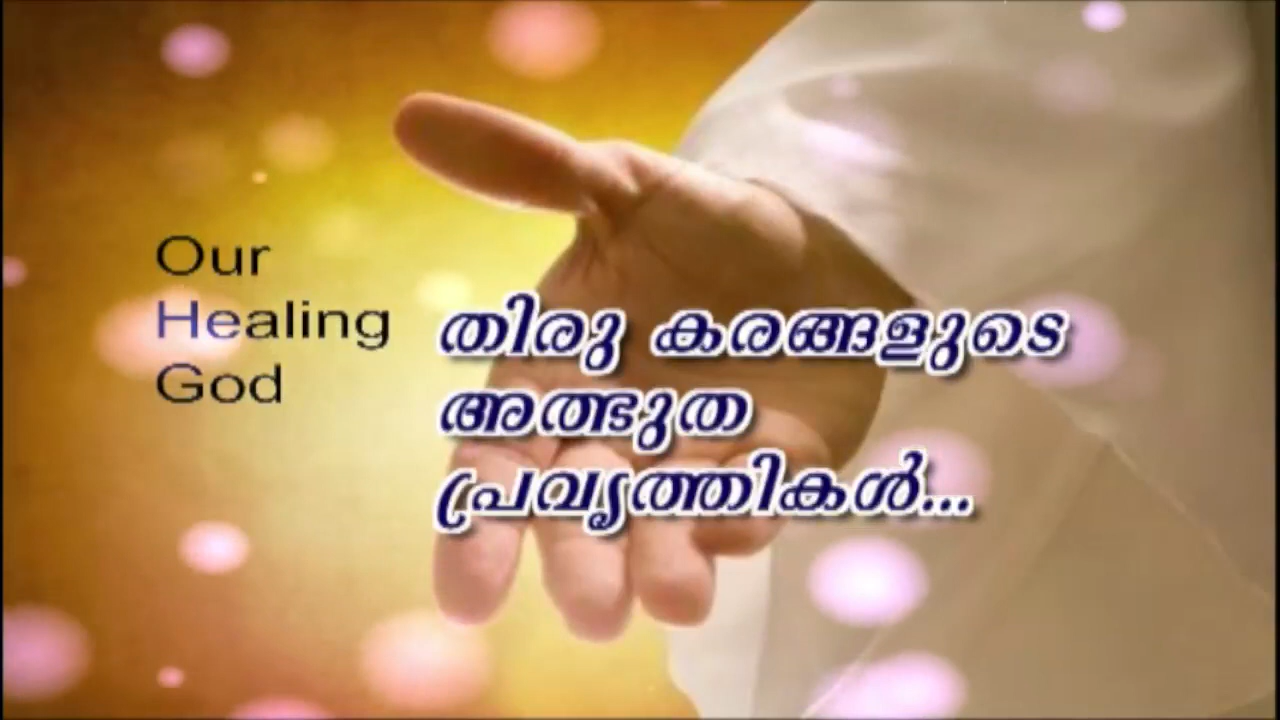 Our
Healing
God
തിരു കരങ്ങളുടെ
അത്ഭുത
പ്രവൃത്തികൾ...